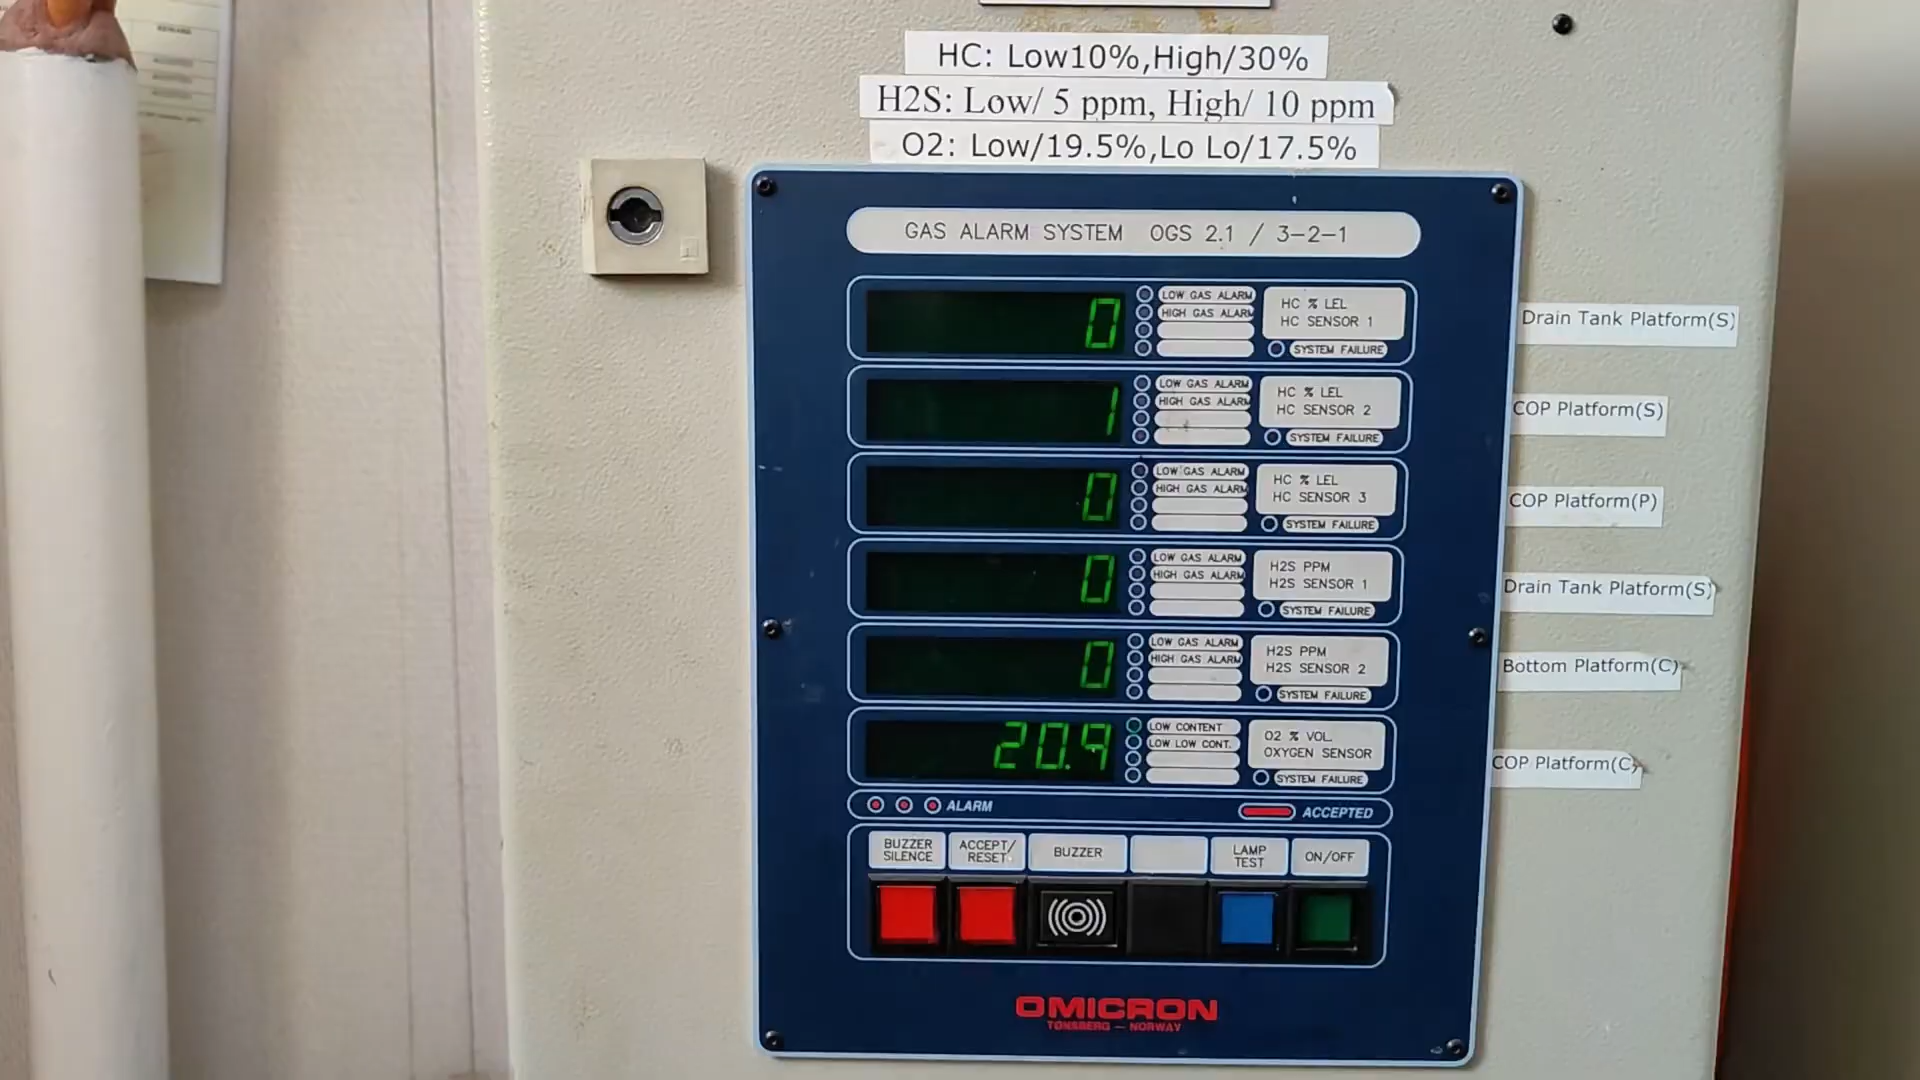 REMARK
HC: Low10%,High/30%
H2S: Low/ 5 ppm, High/ 10 ppm
O2: Low/19.5%,Lo Lo/17.5%
GAS ALARM SYSTEM OGS 2.1 / 3-2-1
0
LOW GAS ALARM
HIGH GAS ALARM
HC % LEL
HC SENSOR 1
SYSTEM FAILURE
Drain Tank Platform(S)
1
LOW GAS ALARM
HIGH GAS ALARM
HC % LEL
HC SENSOR 2
SYSTEM FAILURE
COP Platform(S)
0
LOW GAS ALARM
HIGH GAS ALARM
HC % LEL
HC SENSOR 3
SYSTEM FAILURE
COP Platform(P)
0
LOW GAS ALARM
HIGH GAS ALARM
H2S PPM
H2S SENSOR 1
SYSTEM FAILURE
Drain Tank Platform(S)
0
LOW GAS ALARM
HIGH GAS ALARM
H2S PPM
H2S SENSOR 2
SYSTEM FAILURE
Bottom Platform(C)
20.9
LOW CONTENT
LOW LOW CONT.
O2 % VOL.
OXYGEN SENSOR
SYSTEM FAILURE
COP Platform(C)
ALARM
ACCEPTED
BUZZER
SILENCE
ACCEPT/
RESET
BUZZER
LAMP
TEST
ON/OFF
OMICRON
TONSBERG — NORWAY